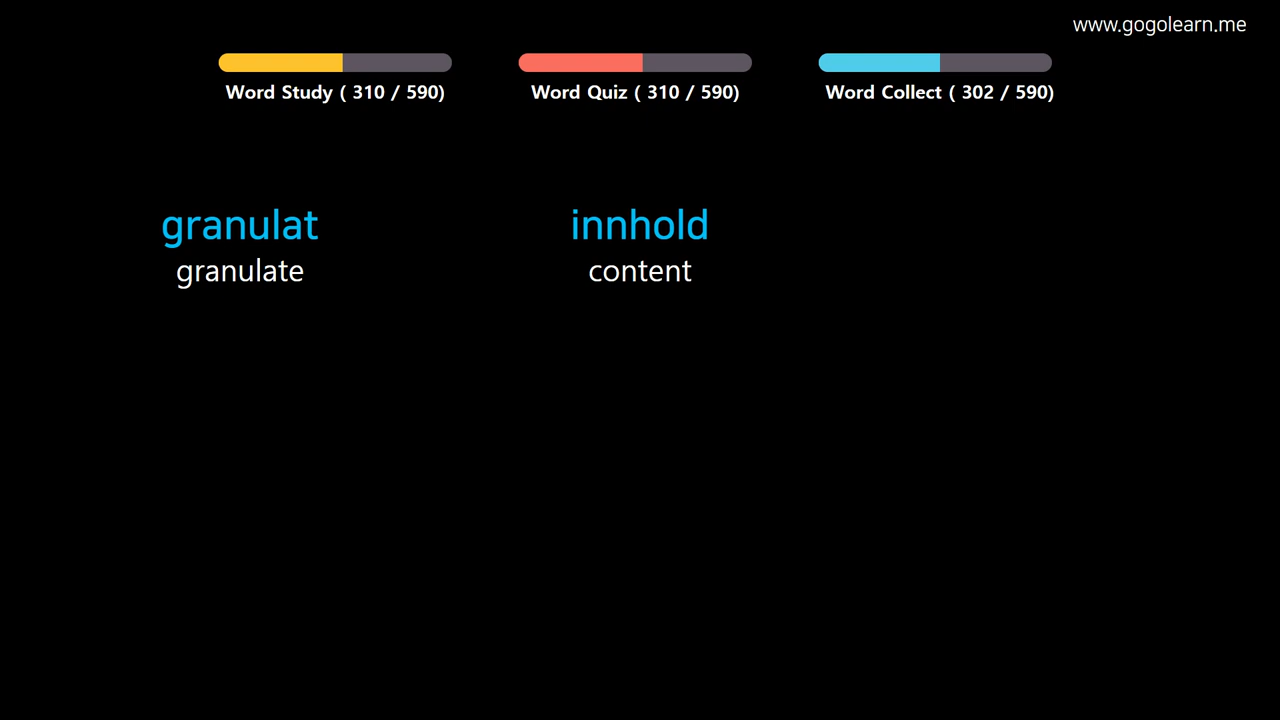 www.gogolearn.me
Word Study ( 310 / 590)
Word Quiz ( 310 / 590)
Word Collect ( 302 / 590)
granulat
granulate
innhold
content